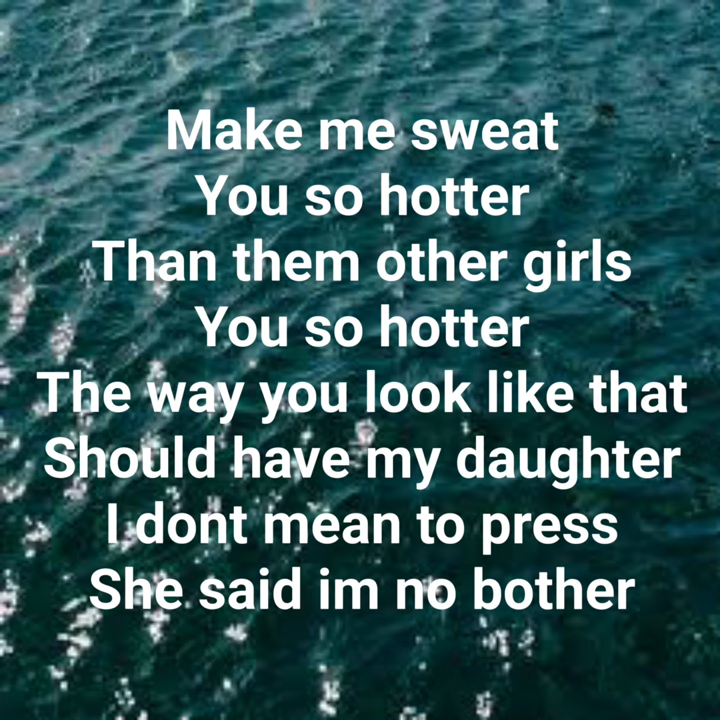 Make me sweat
You so hotter
Than them other girls
You so hotter
The way you look like that
Should have my daughter
I dont mean to press
She said im no bother